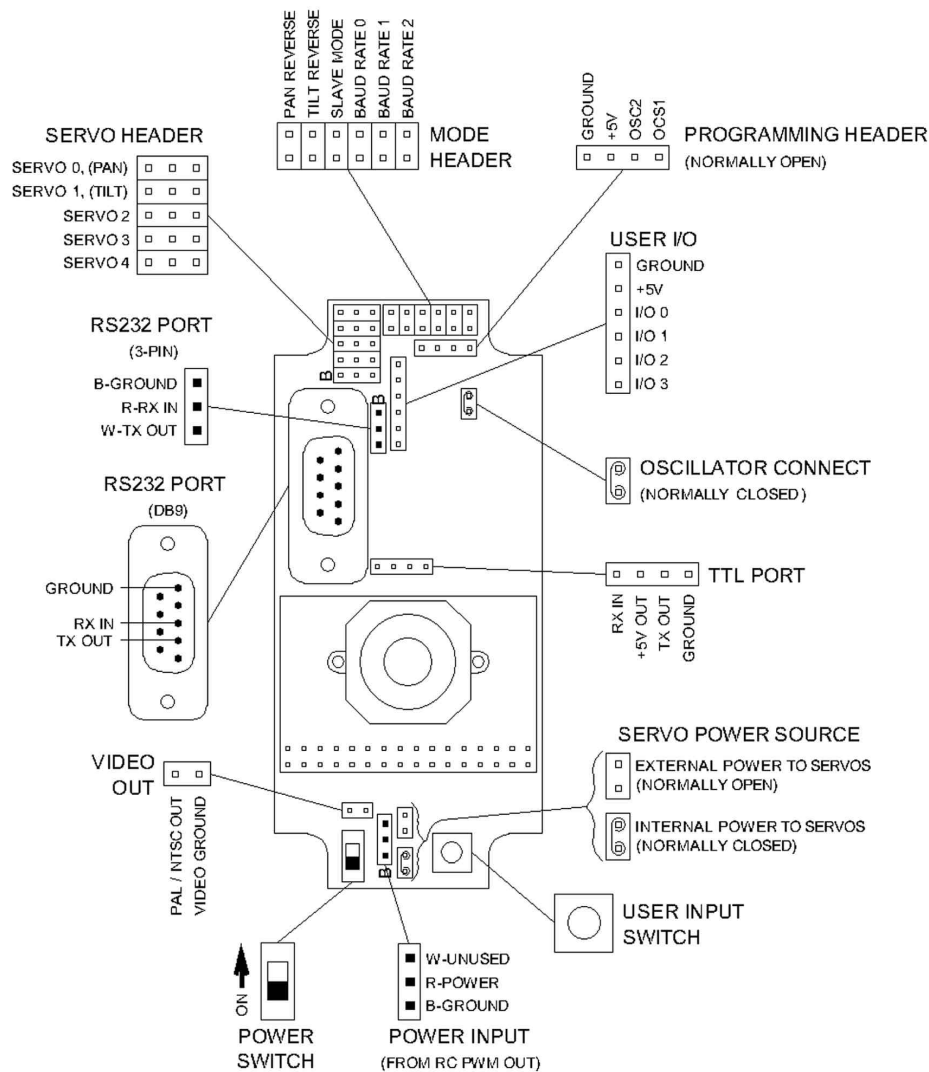 PAN REVERSE
TILT REVERSE
SLAVE MODE
BAUD RATE 0
BAUD RATE 1
BAUD RATE 2
MODE
HEADER
GROUND
+5V
OSC2
OCS1
PROGRAMMING HEADER
(NORMALLY OPEN)
SERVO HEADER
SERVO 0, (PAN)
SERVO 1, (TILT)
SERVO 2
SERVO 3
SERVO 4
USER I/O
GROUND
+5V
I/O 0
I/O 1
I/O 2
I/O 3
RS232 PORT
(3-PIN)
B-GROUND
R-RX IN
W-TX OUT
B
B
OSCILLATOR CONNECT
(NORMALLY CLOSED)
RS232 PORT
(DB9)
GROUND
RX IN
TX OUT
TTL PORT
RX IN
+5V OUT
TX OUT
GROUND
SERVO POWER SOURCE
EXTERNAL POWER TO SERVOS
(NORMALLY OPEN)
INTERNAL POWER TO SERVOS
(NORMALLY CLOSED)
VIDEO
OUT
PAL / NTSC OUT
VIDEO GROUND
B
USER INPUT
SWITCH
ON
POWER
SWITCH
W-UNUSED
R-POWER
B-GROUND
POWER INPUT
(FROM RC PWM OUT)